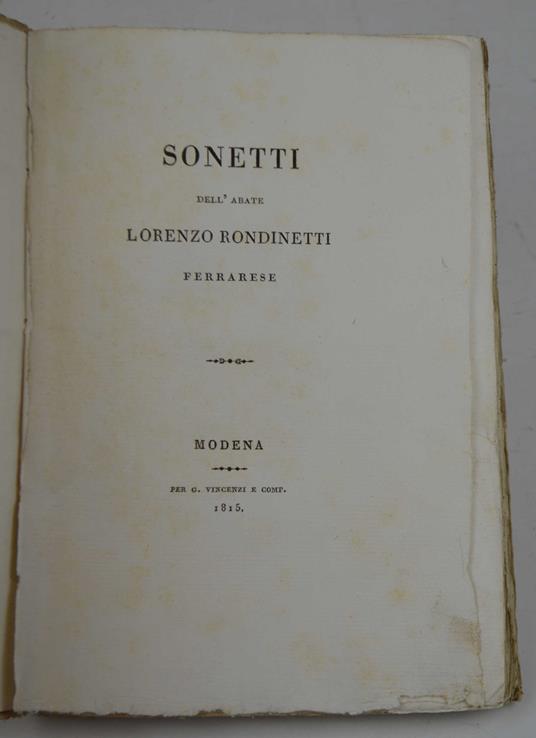 SONETTI
DELL' ABATE
LORENZO RONDINETTI
FERRARESE
MODENA
PER G. VINCENZI E COMP.
1815.